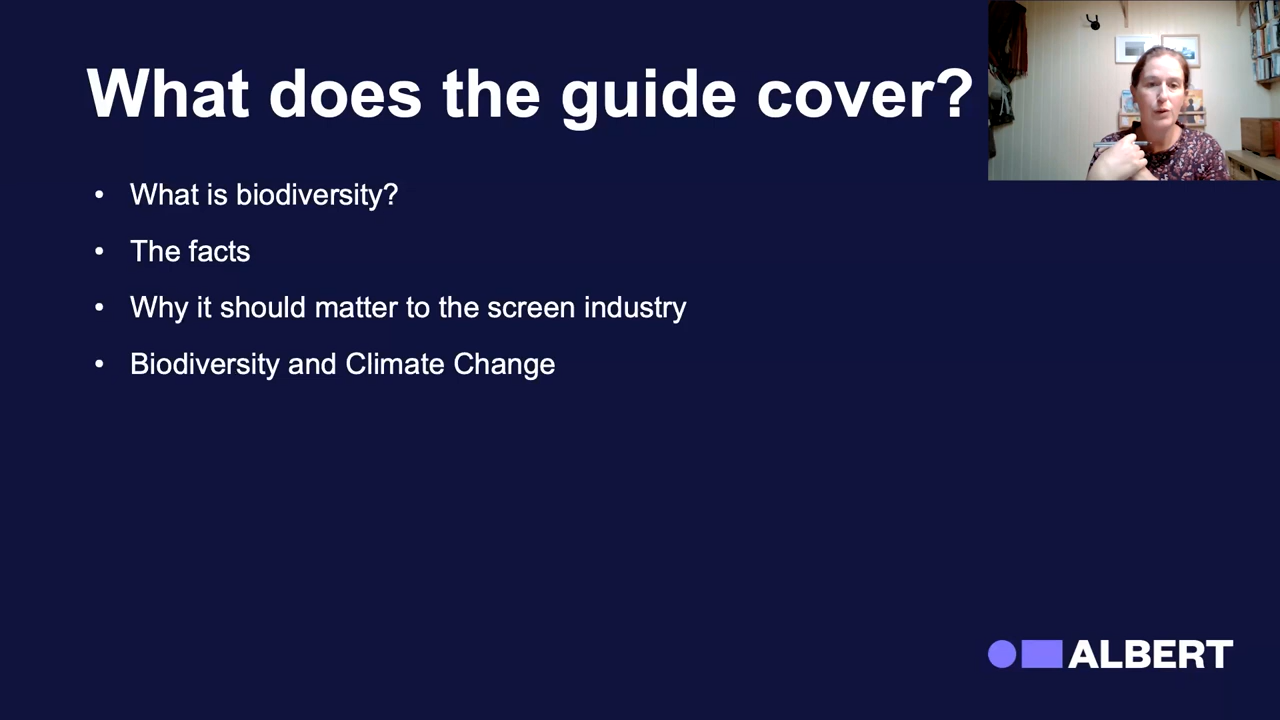 What does the guide cover?
• What is biodiversity?
• The facts
• Why it should matter to the screen industry
• Biodiversity and Climate Change
ALBERT